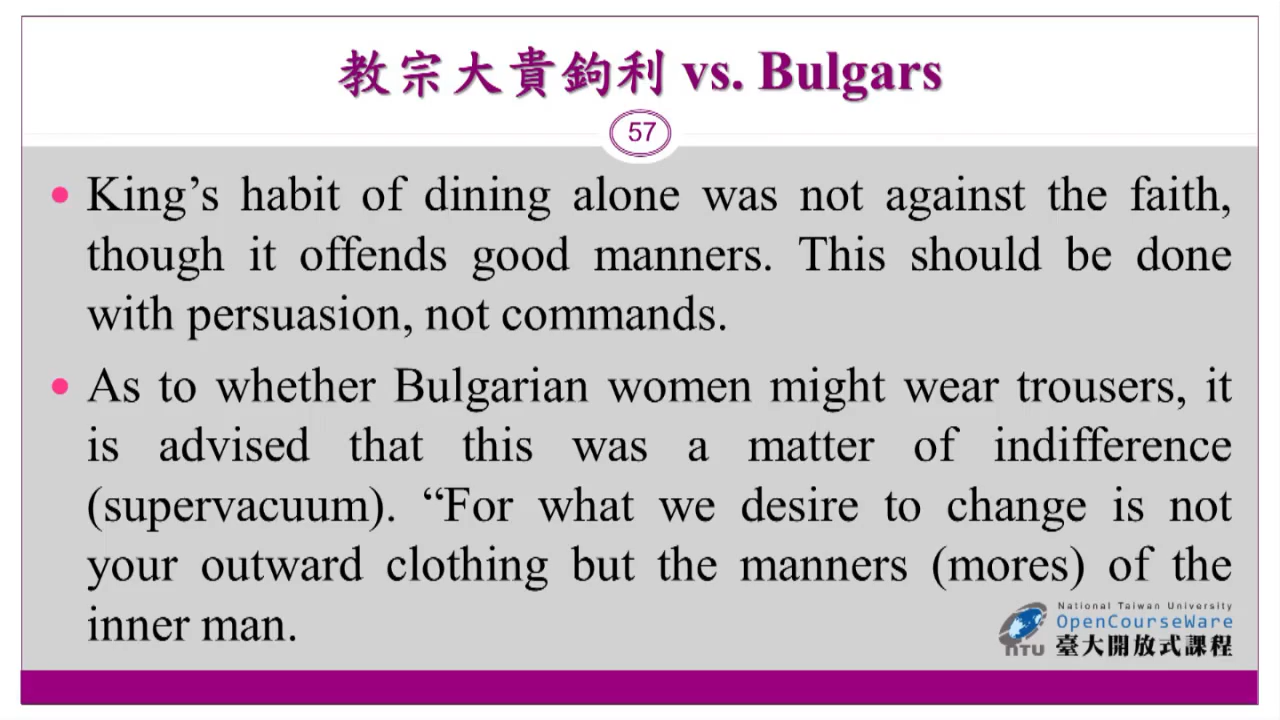 教宗大貴鉤利 vs. Bulgars
57
• King’s habit of dining alone was not against the faith,
though it offends good manners. This should be done
with persuasion, not commands.
• As to whether Bulgarian women might wear trousers, it
is advised that this was a matter of indifference
(supervacuum). “For what we desire to change is not
your outward clothing but the manners (mores) of the
inner man.
National Taiwan University
OpenCourseWare
NTU 臺大開放式課程